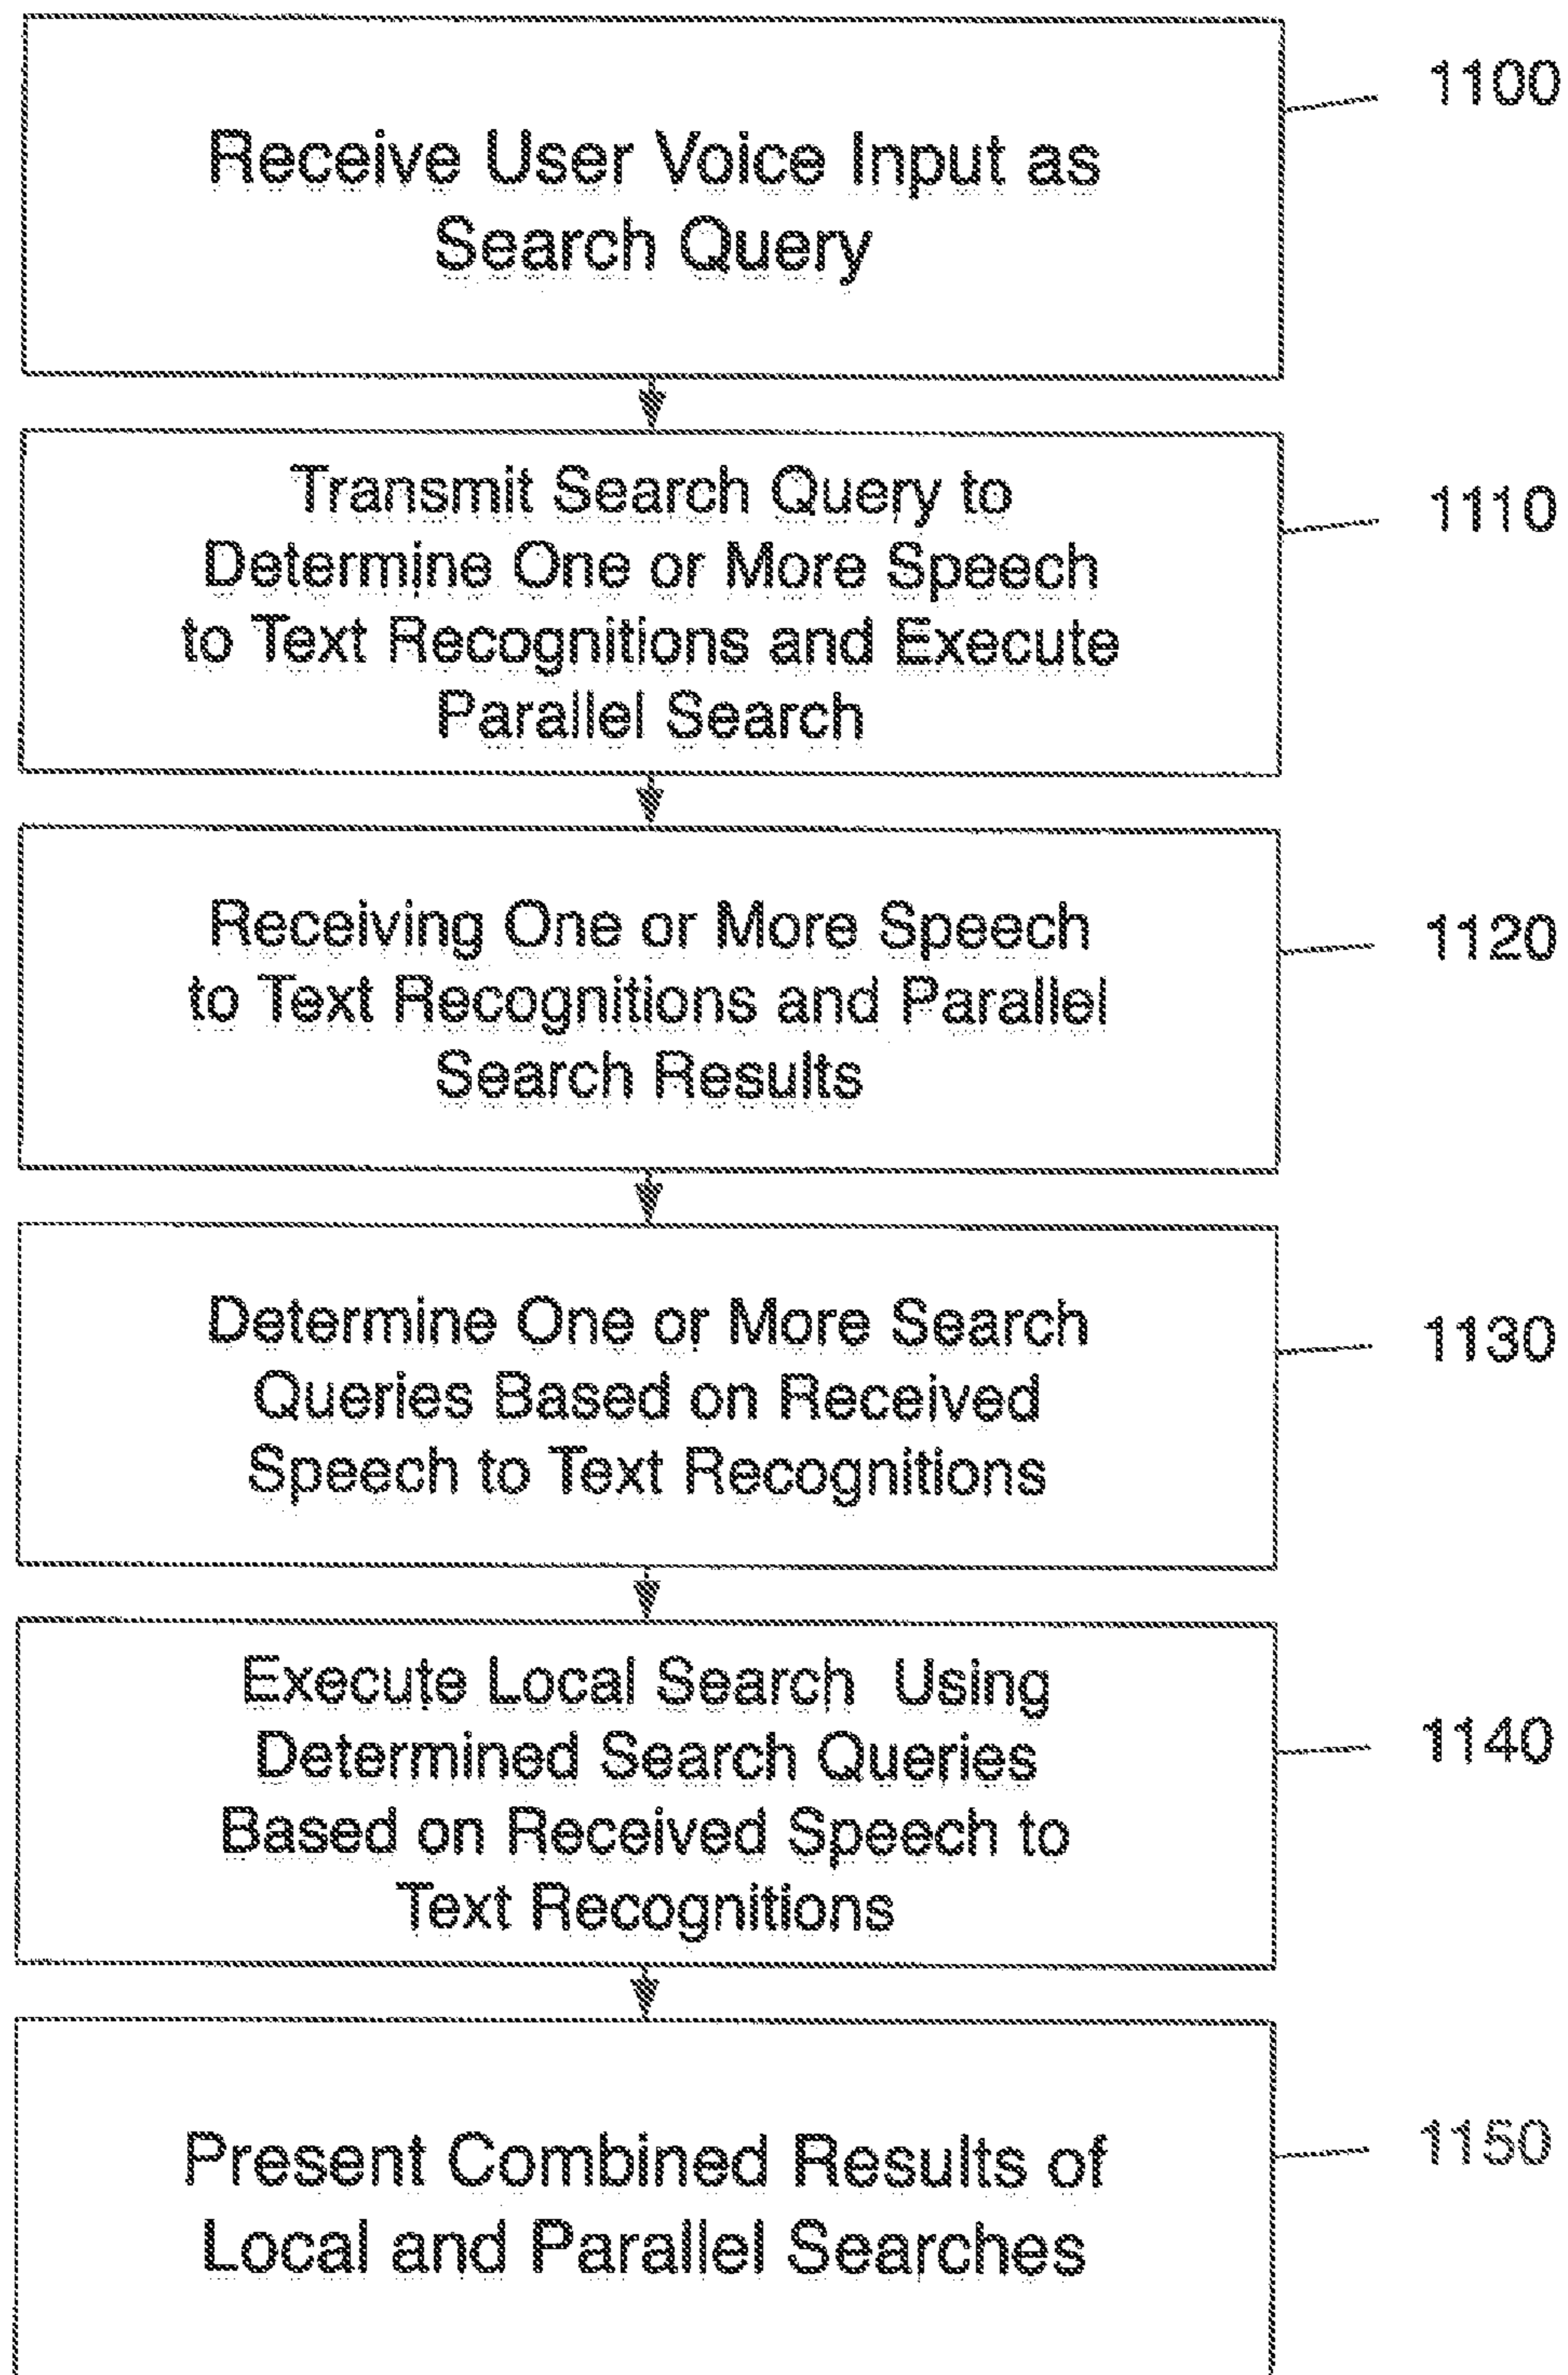 1100
Receive User Voice Input as
Search Query
Transmit Search Query to
Determine One or More Speech
to Text Recognitions and Execute
Parallel Search
1110
Receiving One or More Speech
to Text Recognitions and Parallel
Search Results
1120
Determine One or More Search
Queries Based on Received
Speech to Text Recognitions
1130
Execute Local Search Using
Determined Search Queries
Based on Received Speech to
Text Recognitions
1140
Present Combined Results of
Local and Parallel Searches
1150